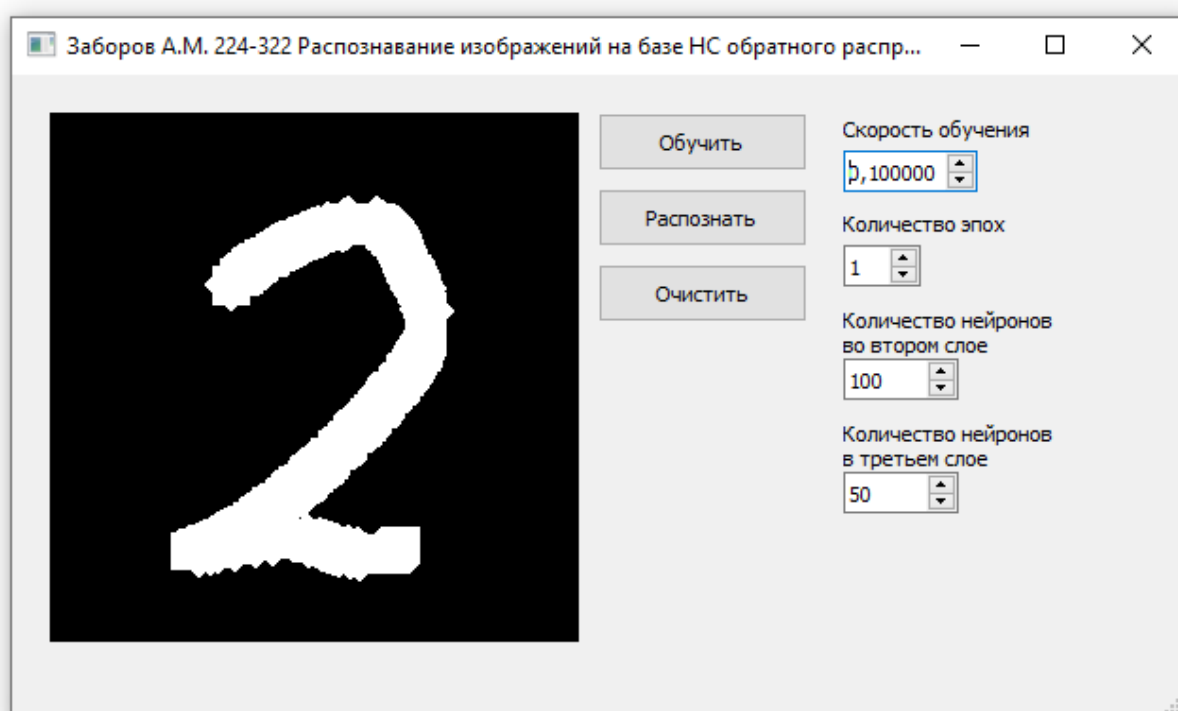 Заборов А.М. 224-322 Распознавание изображений на базе НС обратного распр...
2
Обучить
Распознать
Очистить
Скорость обучения
0,100000
Количество эпох
1
Количество нейронов
во втором слое
100
Количество нейронов
в третьем слое
50